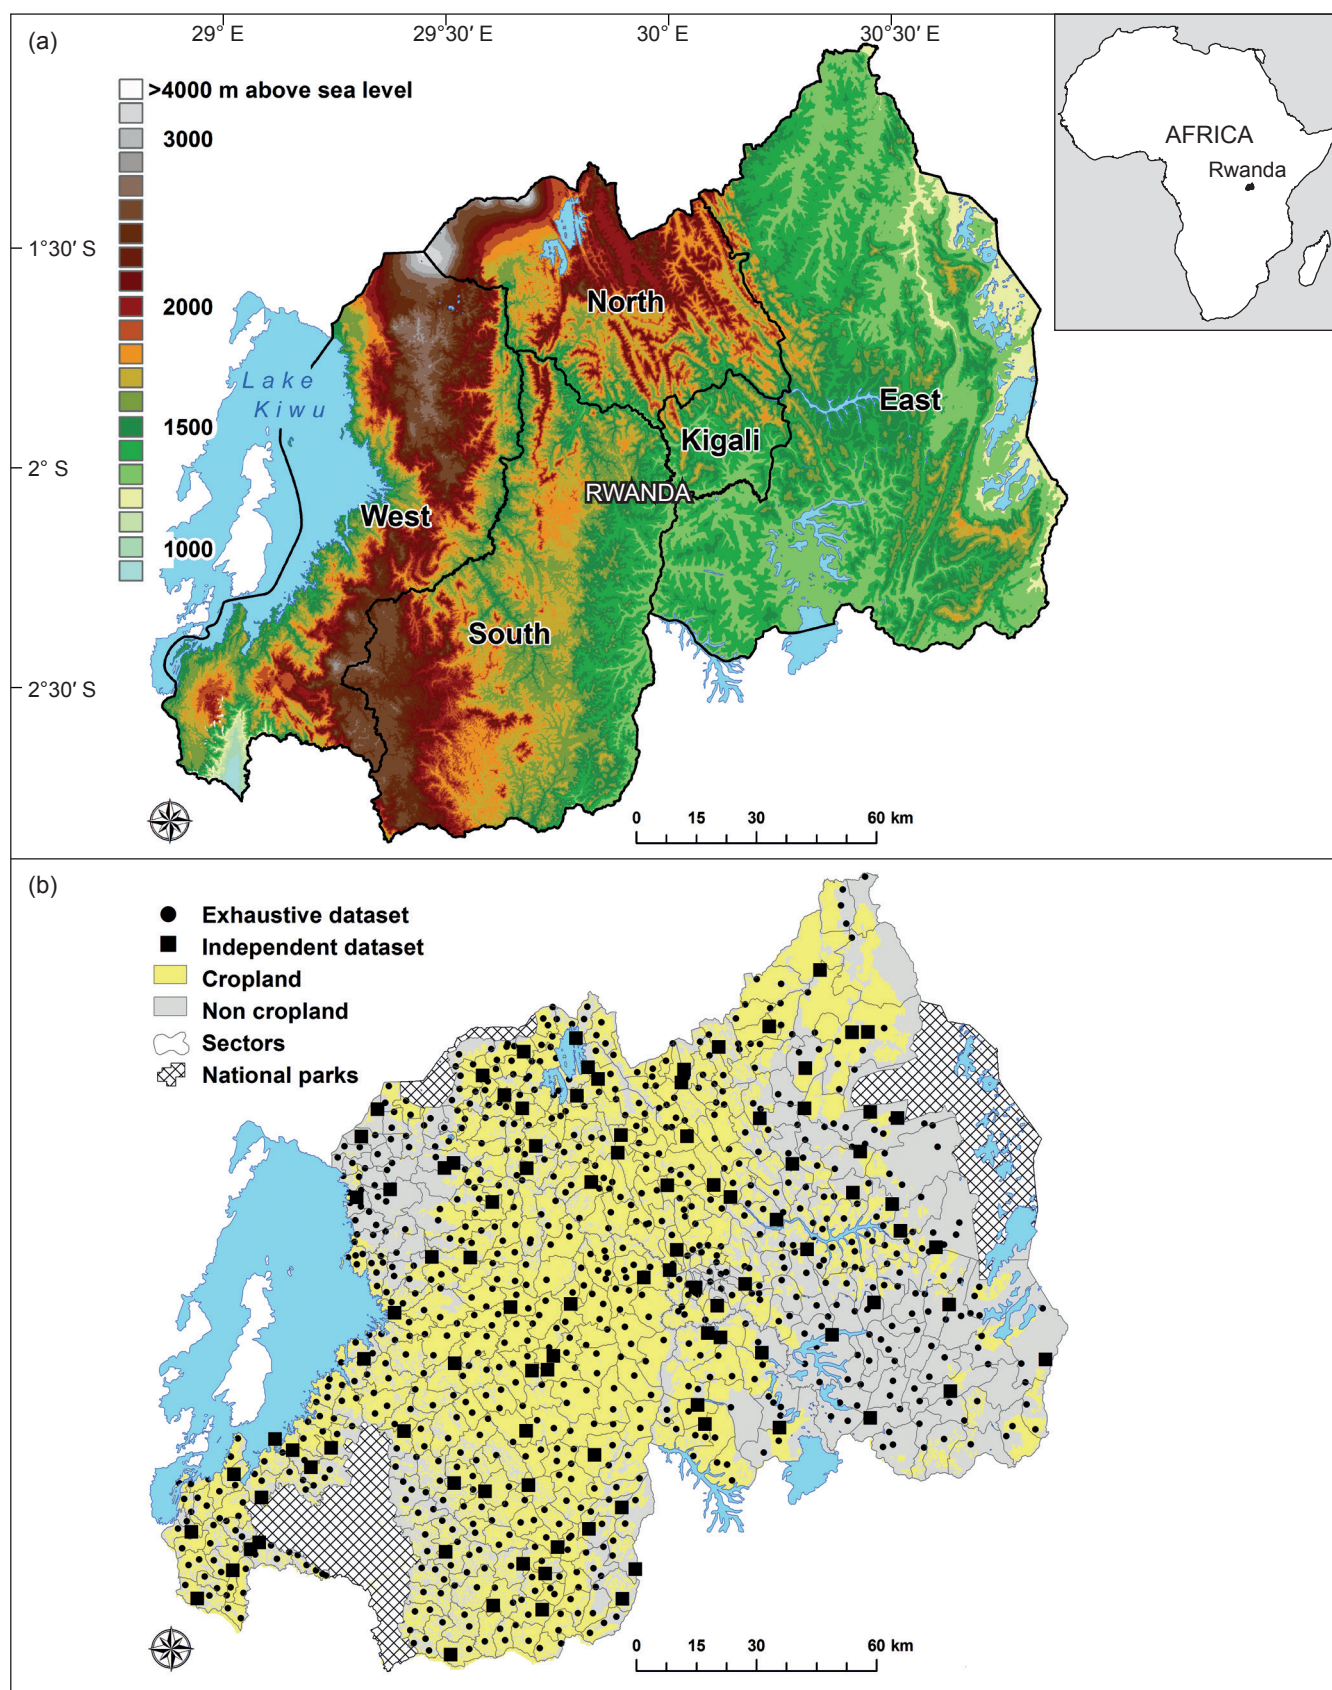 (a)
29° E
29°30′ E
30° E
30°30′ E
>4000 m above sea level
3000
2000
1500
1000
1°30′ S
2° S
2°30′ S
AFRICA
Rwanda
North
East
Kigali
RWANDA
West
South
Lake
Kiwu
0 15 30 60 km
(b)
Exhaustive dataset
Independent dataset
Cropland
Non cropland
Sectors
National parks
0 15 30 60 km